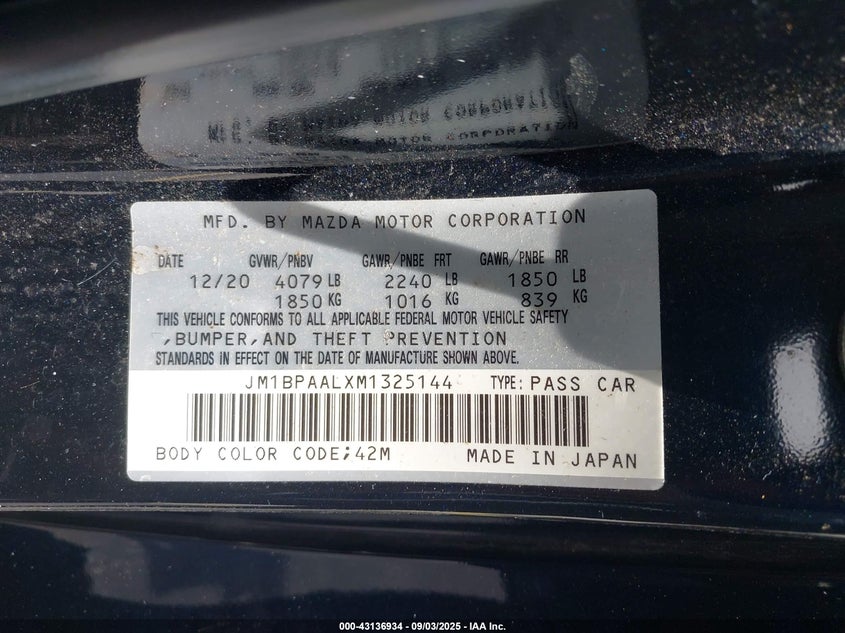 MFD. BY MAZDA MOTOR CORPORATION
DATE GVWR/PNBV GAWR/PNBE FRT GAWR/PNBE RR
12/20 4079 LB 2240 LB 1850 LB
1850 KG 1016 KG 839 KG
THIS VEHICLE CONFORMS TO ALL APPLICABLE FEDERAL MOTOR VEHICLE SAFETY
,BUMPER,AND THEFT PREVENTION
STANDARDS IN EFFECT ON THE DATE OF MANUFACTURE SHOWN ABOVE.
JM1BPAALXM1325144 TYPE: PASS CAR
BODY COLOR CODE;42M MADE IN JAPAN
000-43136934 - 09/03/2025 - IAA Inc.